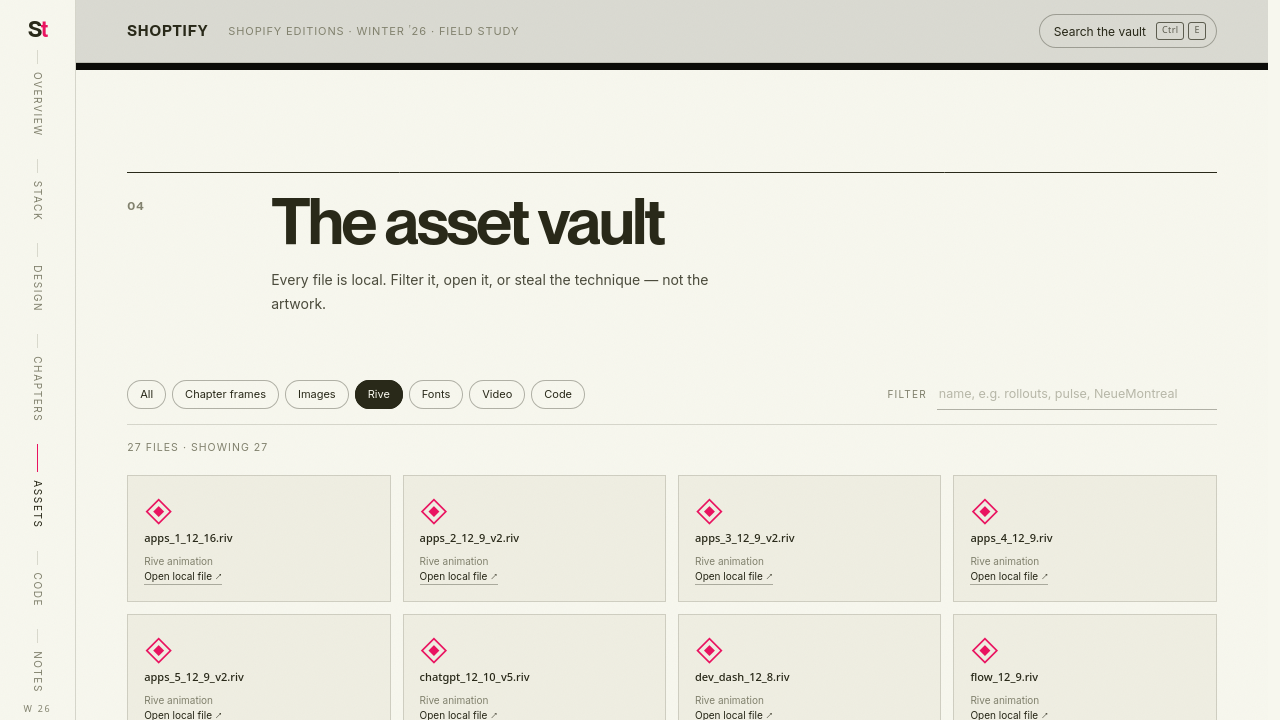 St
OVERVIEW
STACK
DESIGN
CHAPTERS
ASSETS
CODE
NOTES
W 26
SHOPTIFY
SHOPIFY EDITIONS · WINTER ’26 · FIELD STUDY
Search the vault Ctrl E
04
The asset vault
Every file is local. Filter it, open it, or steal the technique — not the
artwork.
All Chapter frames Images Rive Fonts Video Code
FILTER name, e.g. rollouts, pulse, NeueMontreal
27 FILES · SHOWING 27
apps_1_12_16.riv
Rive animation
Open local file ↗
apps_2_12_9_v2.riv
Rive animation
Open local file ↗
apps_3_12_9_v2.riv
Rive animation
Open local file ↗
apps_4_12_9.riv
Rive animation
Open local file ↗
apps_5_12_9_v2.riv
Rive animation
Open local file ↗
chatgpt_12_10_v5.riv
Rive animation
Open local file ↗
dev_dash_12_8.riv
Rive animation
Open local file ↗
flow_12_9.riv
Rive animation
Open local file ↗